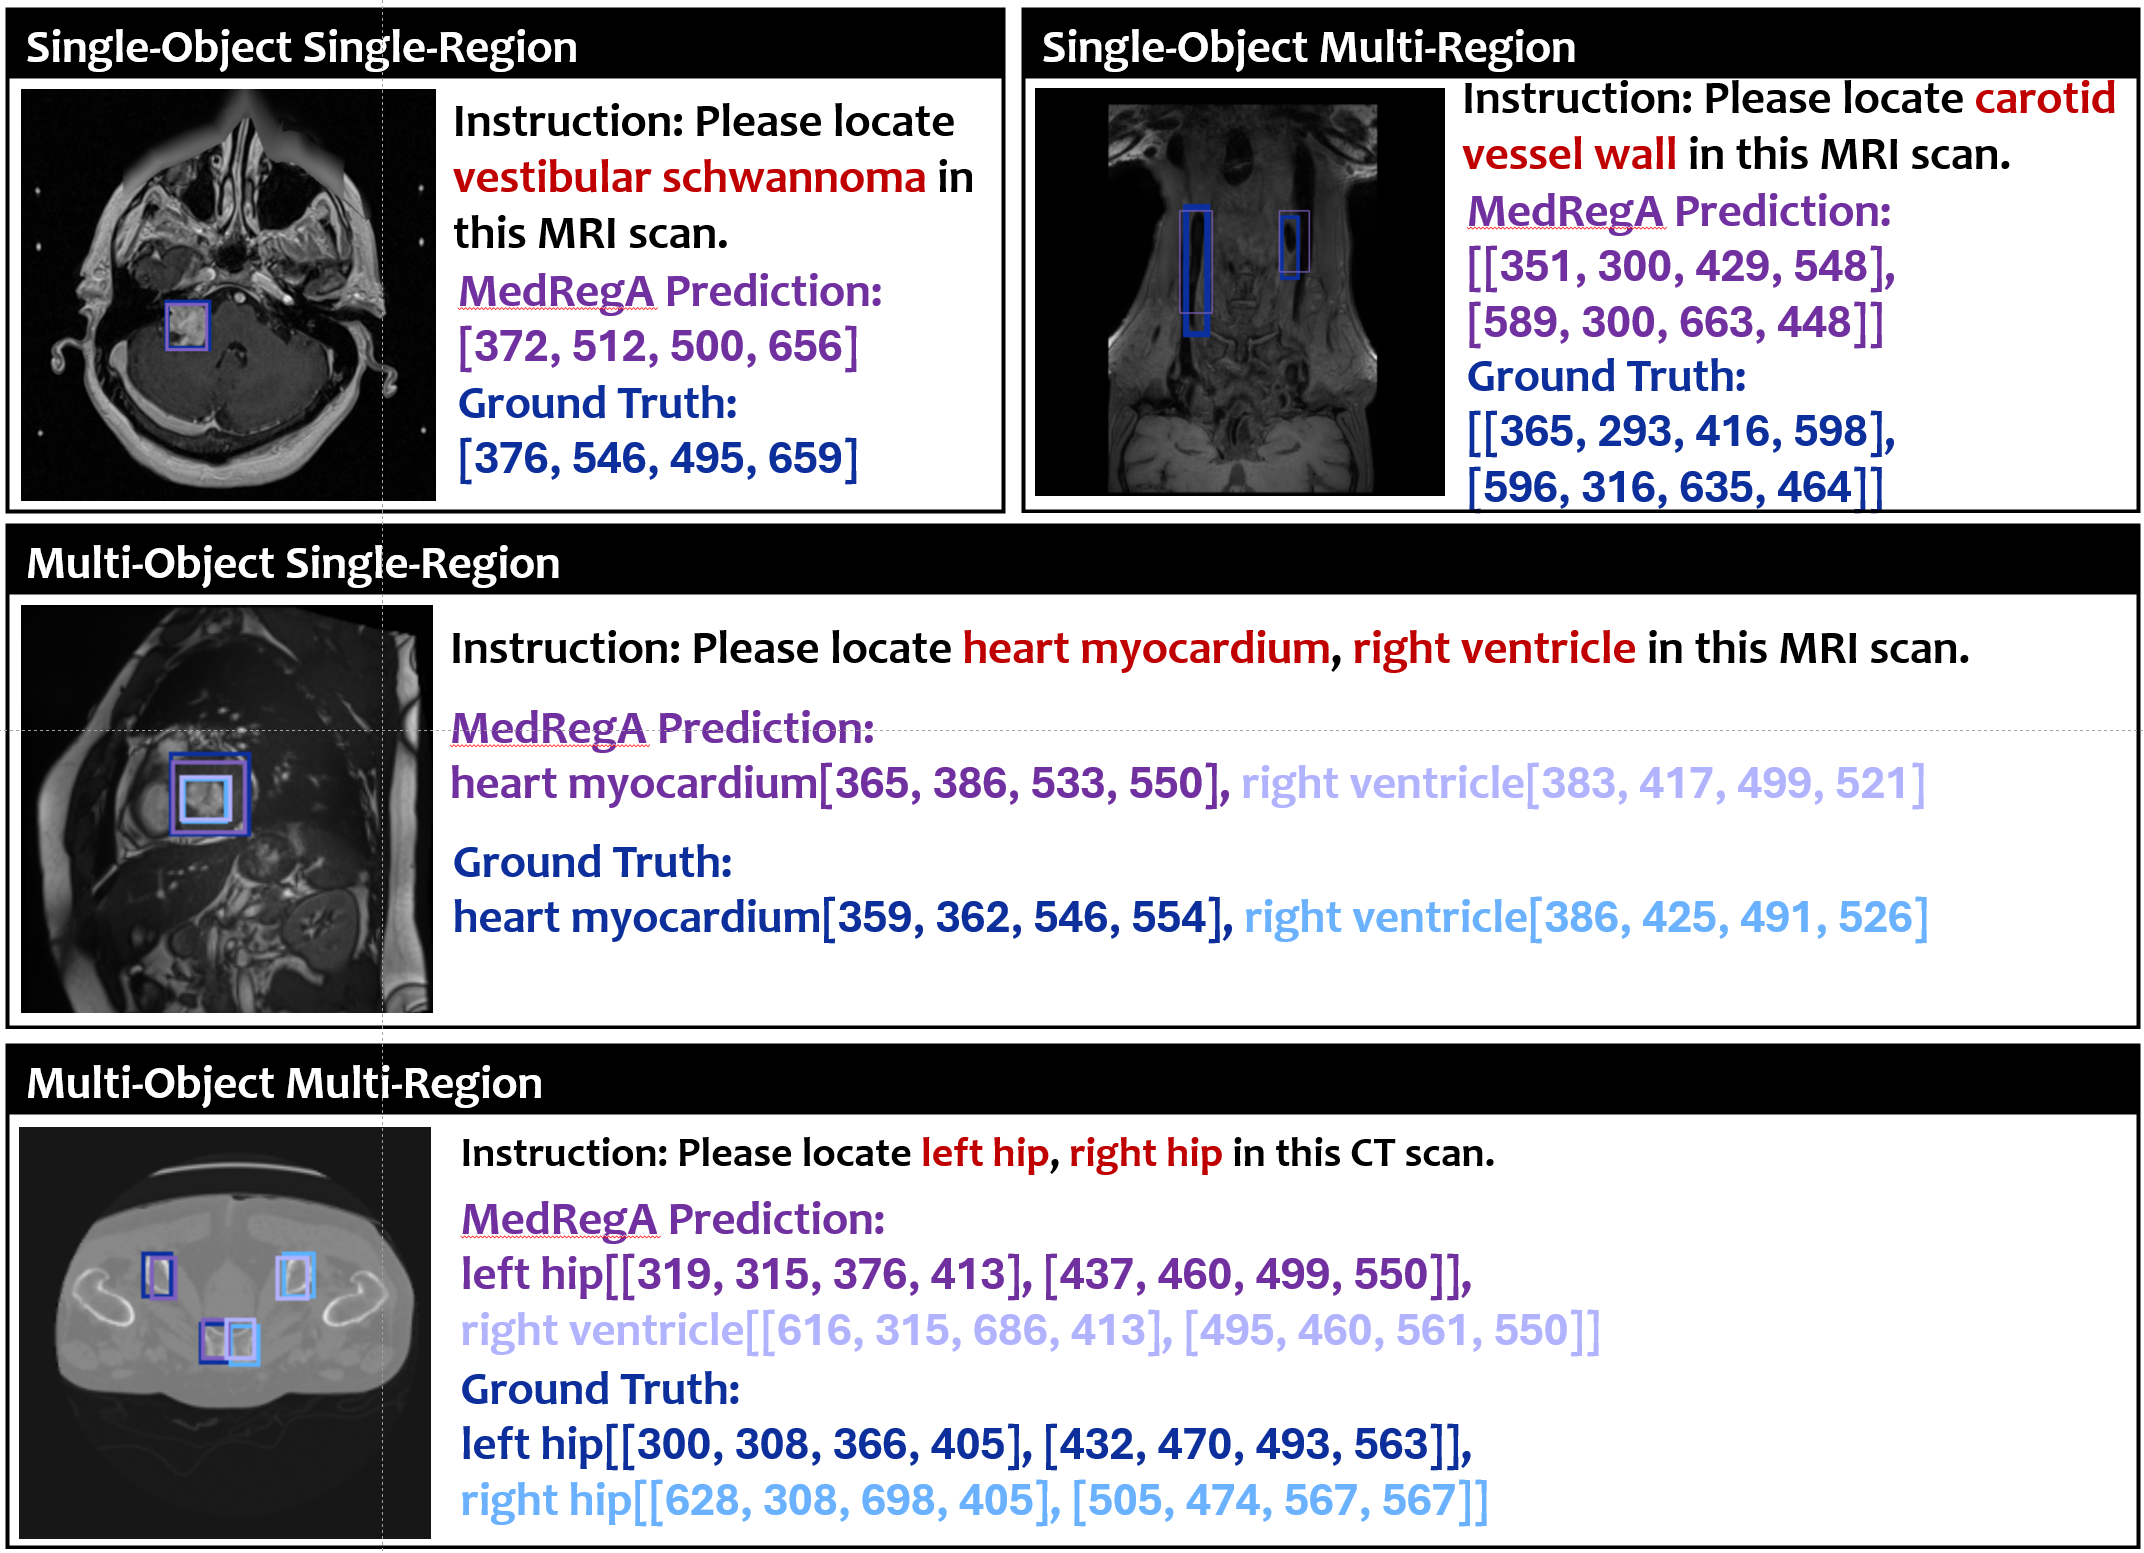 Single-Object Single-Region
Instruction: Please locate
vestibular schwannoma in
this MRI scan.
MedRegA Prediction:
[372, 512, 500, 656]
Ground Truth:
[376, 546, 495, 659]
Single-Object Multi-Region
Instruction: Please locate carotid
vessel wall in this MRI scan.
MedRegA Prediction:
[[351, 300, 429, 548],
[589, 300, 663, 448]]
Ground Truth:
[[365, 293, 416, 598],
[596, 316, 635, 464]]
Multi-Object Single-Region
Instruction: Please locate heart myocardium, right ventricle in this MRI scan.
MedRegA Prediction:
heart myocardium[365, 386, 533, 550], right ventricle[383, 417, 499, 521]
Ground Truth:
heart myocardium[359, 362, 546, 554], right ventricle[386, 425, 491, 526]
Multi-Object Multi-Region
Instruction: Please locate left hip, right hip in this CT scan.
MedRegA Prediction:
left hip[[319, 315, 376, 413], [437, 460, 499, 550]],
right ventricle[[616, 315, 686, 413], [495, 460, 561, 550]]
Ground Truth:
left hip[[300, 308, 366, 405], [432, 470, 493, 563]],
right hip[[628, 308, 698, 405], [505, 474, 567, 567]]